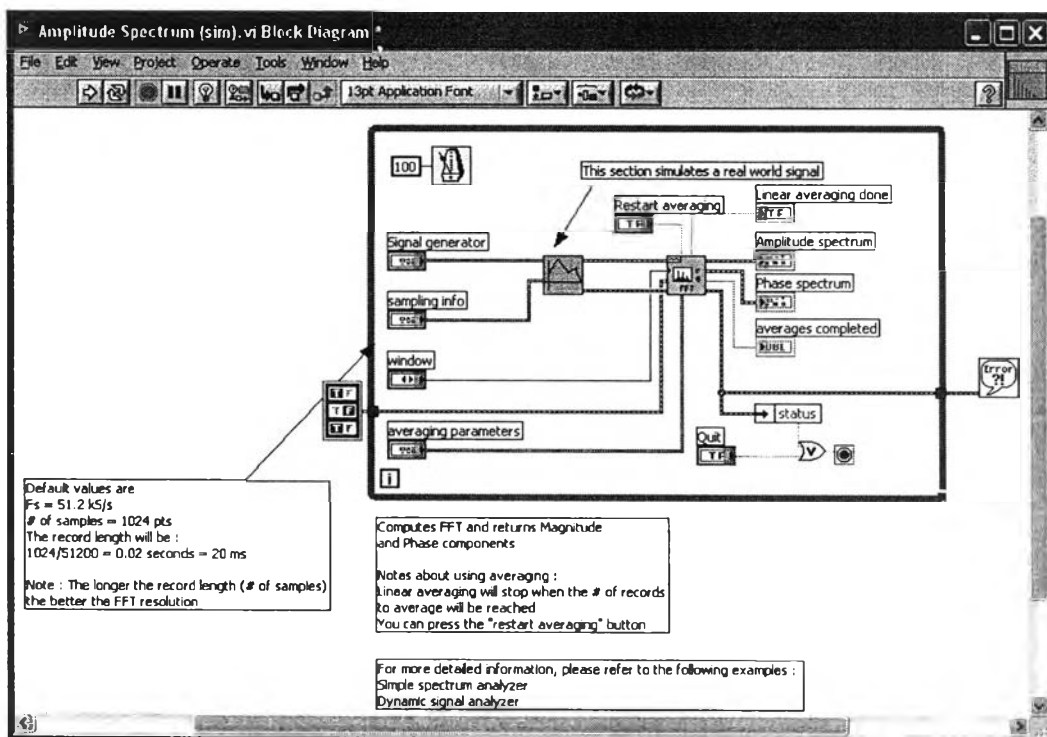 Amplitude Spectrum (sim).vi Block Diagram *
File Edit View Project Operate Tools Window Help
13pt Application Font
?
100
This section simulates a real world signal
Restart averaging
TF
Linear averaging done
TF
Signal generator
Amplitude spectrum
FFT
Phase spectrum
sampling info
averages completed
DBL
window
Error
?!
TF
TF
TF
status
averaging parameters
Quit
TF
V
i
Default values are
Fs = 51.2 kS/s
# of samples = 1024 pts
The record length will be :
1024/51200 = 0.02 seconds = 20 ms
Note : The longer the record length (# of samples)
the better the FFT resolution
Computes FFT and returns Magnitude
and Phase components
Notes about using averaging :
Linear averaging will stop when the # of records
to average will be reached
You can press the "restart averaging" button
For more detailed information, please refer to the following examples :
Simple spectrum analyzer
Dynamic signal analyzer